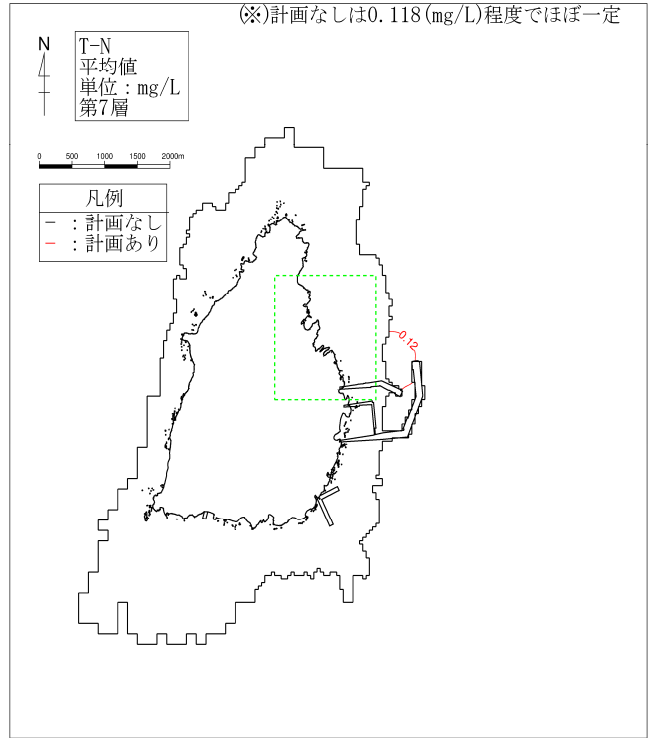 (※)計画なしは0.118(mg/L)程度でほぼ一定
N
T-N
平均値
単位：mg/L
第7層
0 500 1000 1500 2000m
凡例
－：計画なし
－：計画あり
0.12